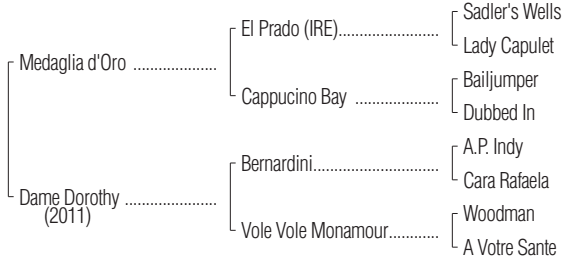 Sadler's Wells
El Prado (IRE)
Lady Capulet
Medaglia d'Oro
Bailjumper
Cappucino Bay
Dubbed In
A.P. Indy
Bernardini
Cara Rafaela
Dame Dorothy
(2011)
Woodman
Vole Vole Monamour
A Votre Sante